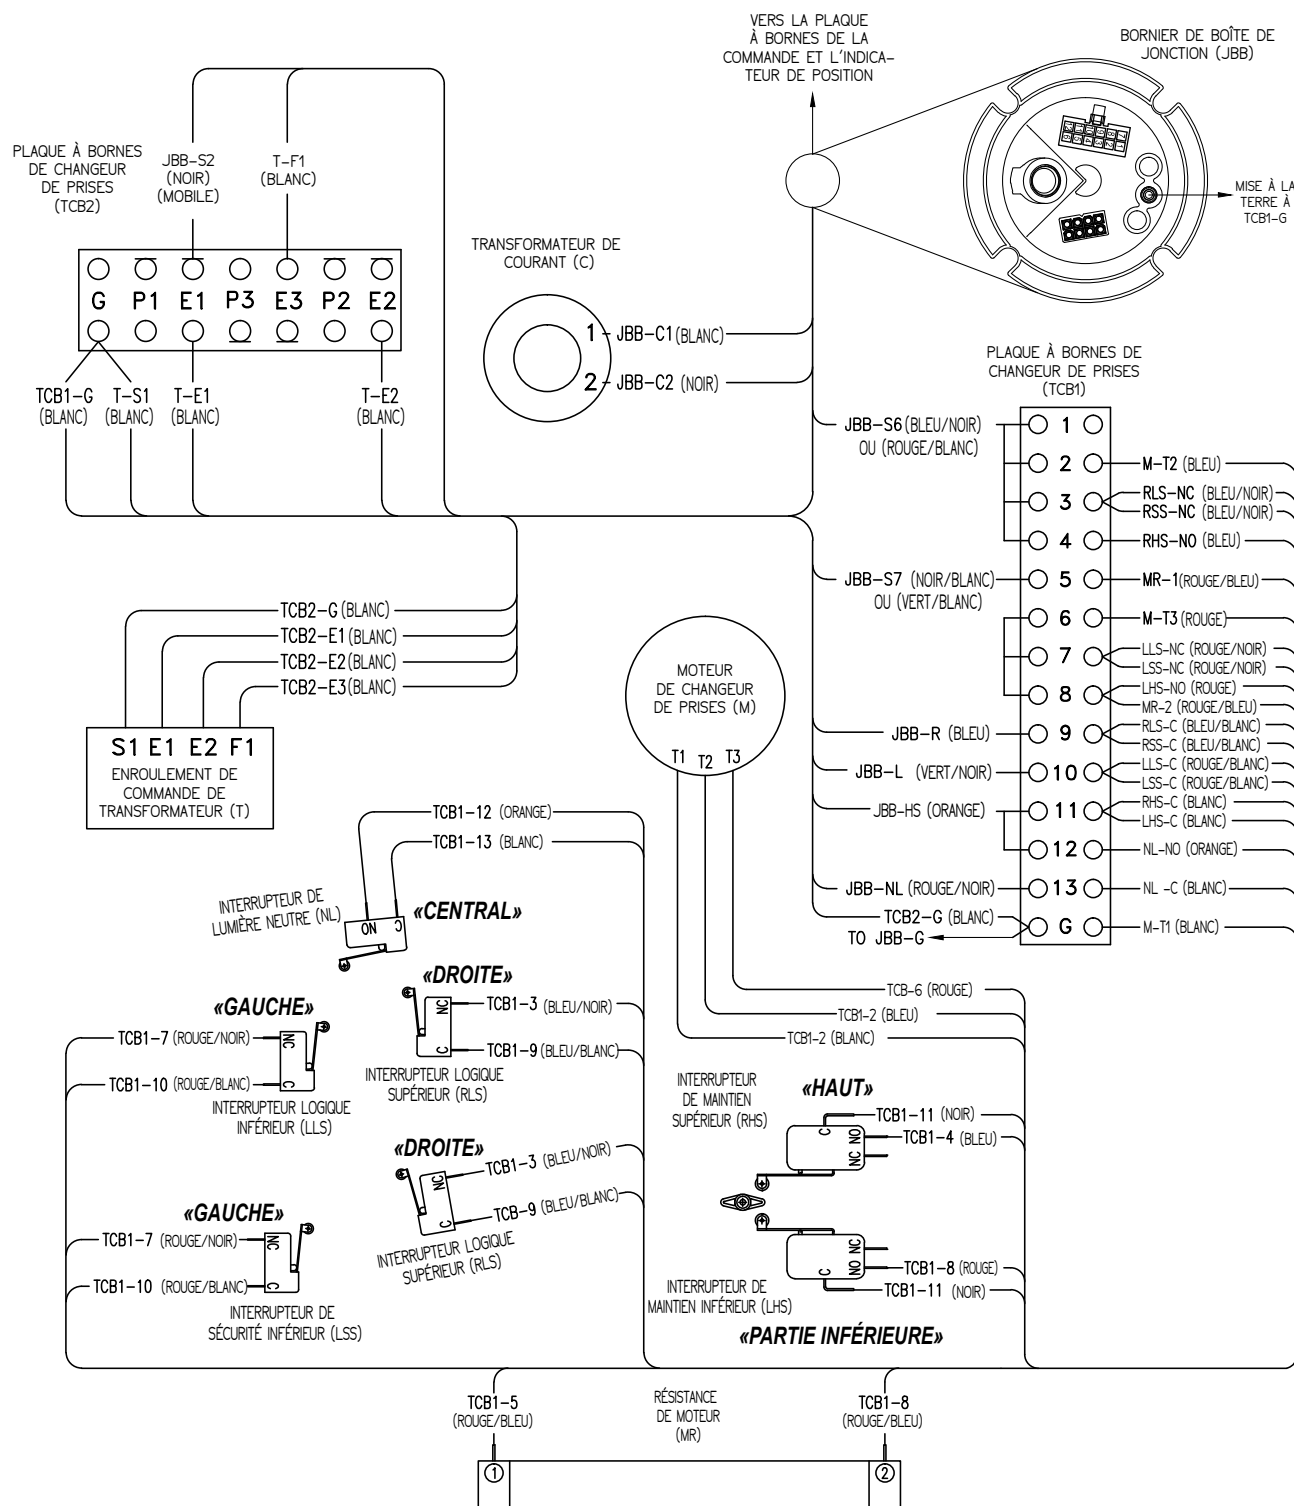 VERS LA PLAQUE
À BORNES DE LA
COMMANDE ET L'INDICA-
TEUR DE POSITION
BORNIER DE BOÎTE DE
JONCTION (JBB)
MISE À LA
TERRE À
TCB1-G
PLAQUE À BORNES
DE CHANGEUR
DE PRISES
(TCB2)
JBB-S2
(NOIR)
(MOBILE)
T-F1
(BLANC)
G P1 E1 P3 E3 P2 E2
TCB1-G
(BLANC)
T-S1
(BLANC)
T-E1
(BLANC)
T-E2
(BLANC)
TRANSFORMATEUR DE
COURANT (C)
1 JBB-C1 (BLANC)
2 JBB-C2 (NOIR)
PLAQUE À BORNES DE
CHANGEUR DE PRISES
(TCB1)
JBB-S6 (BLEU/NOIR)
OU (ROUGE/BLANC)
1
2 M-T2 (BLEU)
3 RLS-NC (BLEU/NOIR)
RSS-NC (BLEU/NOIR)
4 RHS-NO (BLEU)
JBB-S7 (NOIR/BLANC)
OU (VERT/BLANC)
5 MR-1 (ROUGE/BLEU)
6 M-T3 (ROUGE)
7 LLS-NC (ROUGE/NOIR)
LSS-NC (ROUGE/NOIR)
8 LHS-NO (ROUGE)
MR-2 (ROUGE/BLEU)
JBB-R (BLEU) 9 RLS-C (BLEU/BLANC)
RSS-C (BLEU/BLANC)
JBB-L (VERT/NOIR) 10 LLS-C (ROUGE/BLANC)
LSS-C (ROUGE/BLANC)
JBB-HS (ORANGE) 11 RHS-C (BLANC)
LHS-C (BLANC)
12 NL-NO (ORANGE)
JBB-NL (ROUGE/NOIR) 13 NL -C (BLANC)
TCB2-G (BLANC)
TO JBB-G
G M-T1 (BLANC)
TCB2-G (BLANC)
TCB2-E1 (BLANC)
TCB2-E2 (BLANC)
TCB2-E3 (BLANC)
S1 E1 E2 F1
ENROULEMENT DE
COMMANDE DE
TRANSFORMATEUR (T)
MOTEUR
DE CHANGEUR
DE PRISES (M)
T1 T2 T3
TCB1-12 (ORANGE)
TCB1-13 (BLANC)
INTERRUPTEUR DE
LUMIÈRE NEUTRE (NL)
NO C
«CENTRAL»
«DROITE»
NC TCB1-3 (BLEU/NOIR)
C TCB1-9 (BLEU/BLANC)
INTERRUPTEUR LOGIQUE
SUPÉRIEUR (RLS)
«GAUCHE»
TCB1-7 (ROUGE/NOIR) NC
TCB1-10 (ROUGE/BLANC) C
INTERRUPTEUR LOGIQUE
INFÉRIEUR (LLS)
«DROITE»
NC TCB1-3 (BLEU/NOIR)
C TCB-9 (BLEU/BLANC)
INTERRUPTEUR LOGIQUE
SUPÉRIEUR (RLS)
«GAUCHE»
TCB1-7 (ROUGE/NOIR) NC
TCB1-10 (ROUGE/BLANC) C
INTERRUPTEUR DE
SÉCURITÉ INFÉRIEUR (LSS)
TCB-6 (ROUGE)
TCB1-2 (BLEU)
TCB1-2 (BLANC)
INTERRUPTEUR
DE MAINTIEN
SUPÉRIEUR (RHS)
«HAUT»
C NO NC
TCB1-11 (NOIR)
TCB1-4 (BLEU)
C NO NC
TCB1-8 (ROUGE)
TCB1-11 (NOIR)
INTERRUPTEUR DE
MAINTIEN INFÉRIEUR (LHS)
«PARTIE INFÉRIEURE»
TCB1-5
(ROUGE/BLEU)
RÉSISTANCE
DE MOTEUR
(MR)
TCB1-8
(ROUGE/BLEU)
1 2